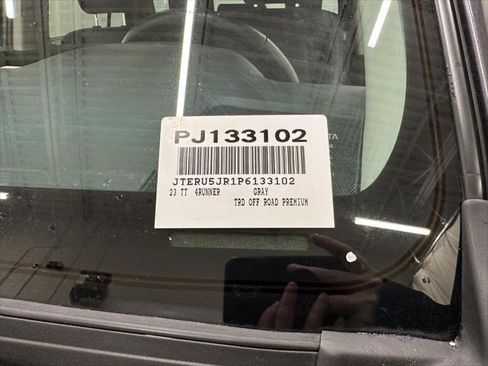 PJ133102
JTERU5JR1P6133102
23 TT 4RUNNER GRAY
TRD OFF ROAD PREMIUM